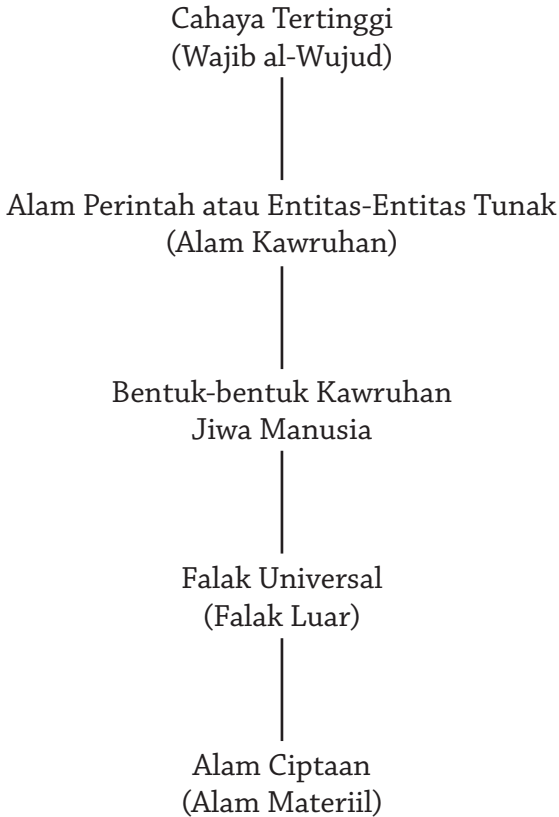 Cahaya Tertinggi
(Wajib al-Wujud)
Alam Perintah atau Entitas-Entitas Tunak
(Alam Kawruhan)
Bentuk-bentuk Kawruhan
Jiwa Manusia
Falak Universal
(Falak Luar)
Alam Ciptaan
(Alam Materiil)